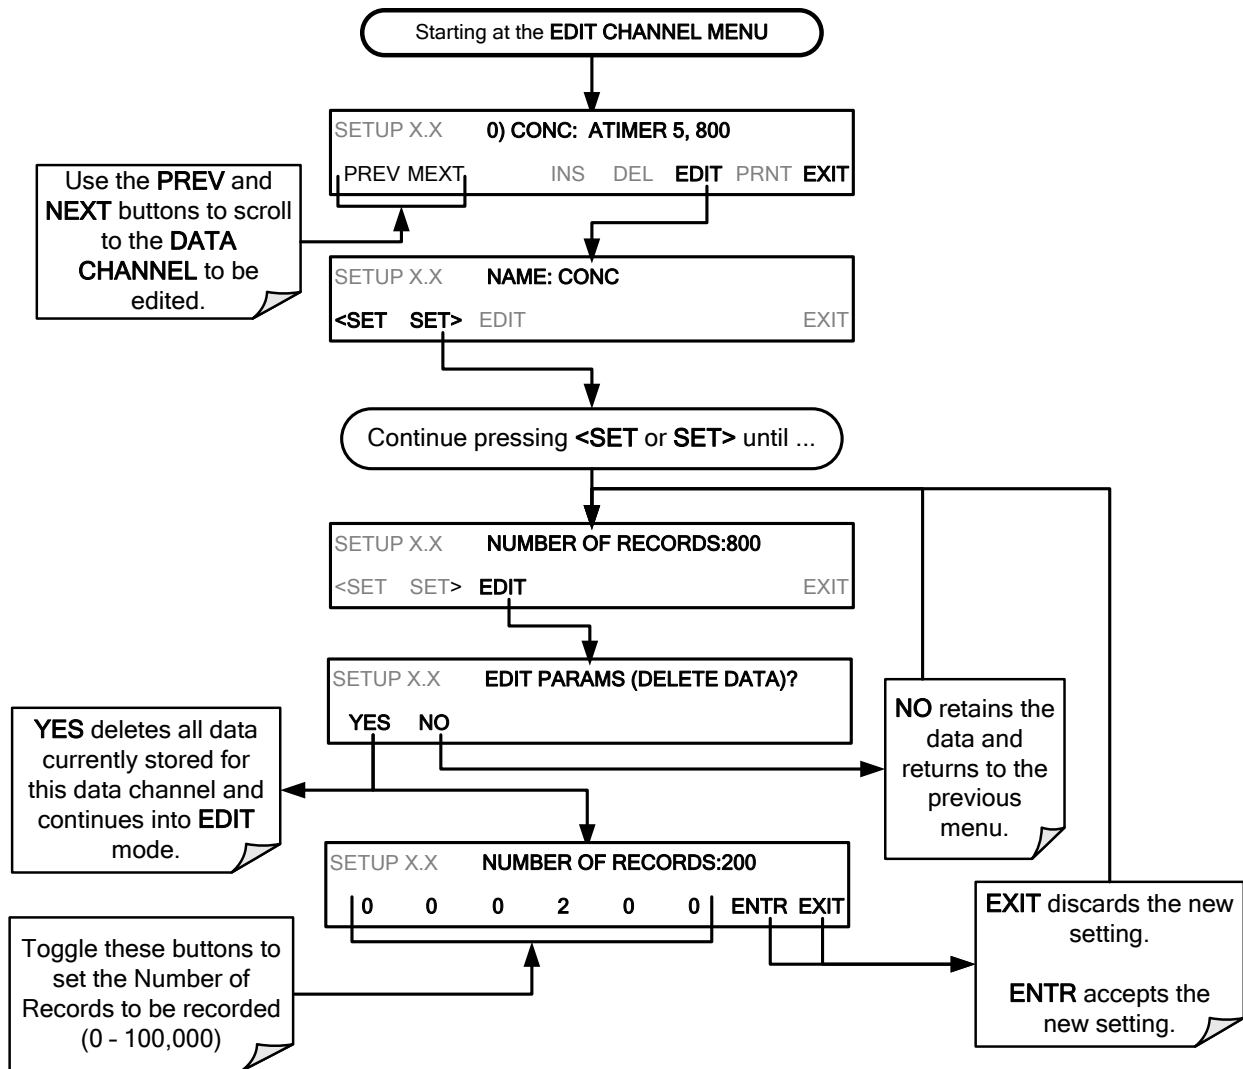 Starting at the EDIT CHANNEL MENU
SETUP X.X 0) CONC: ATIMER 5, 800
PREV MEXT INS DEL EDIT PRNT EXIT
Use the PREV and
NEXT buttons to scroll
to the DATA
CHANNEL to be
edited.
SETUP X.X NAME: CONC
<SET SET> EDIT EXIT
Continue pressing <SET or SET> until ...
SETUP X.X NUMBER OF RECORDS:800
<SET SET> EDIT EXIT
SETUP X.X EDIT PARAMS (DELETE DATA)?
YES NO
NO retains the
data and
returns to the
previous
menu.
YES deletes all data
currently stored for
this data channel and
continues into EDIT
mode.
SETUP X.X NUMBER OF RECORDS:200
0 0 0 2 0 0 ENTR EXIT
EXIT discards the new
setting.
ENTR accepts the
new setting.
Toggle these buttons to
set the Number of
Records to be recorded
(0 – 100,000)